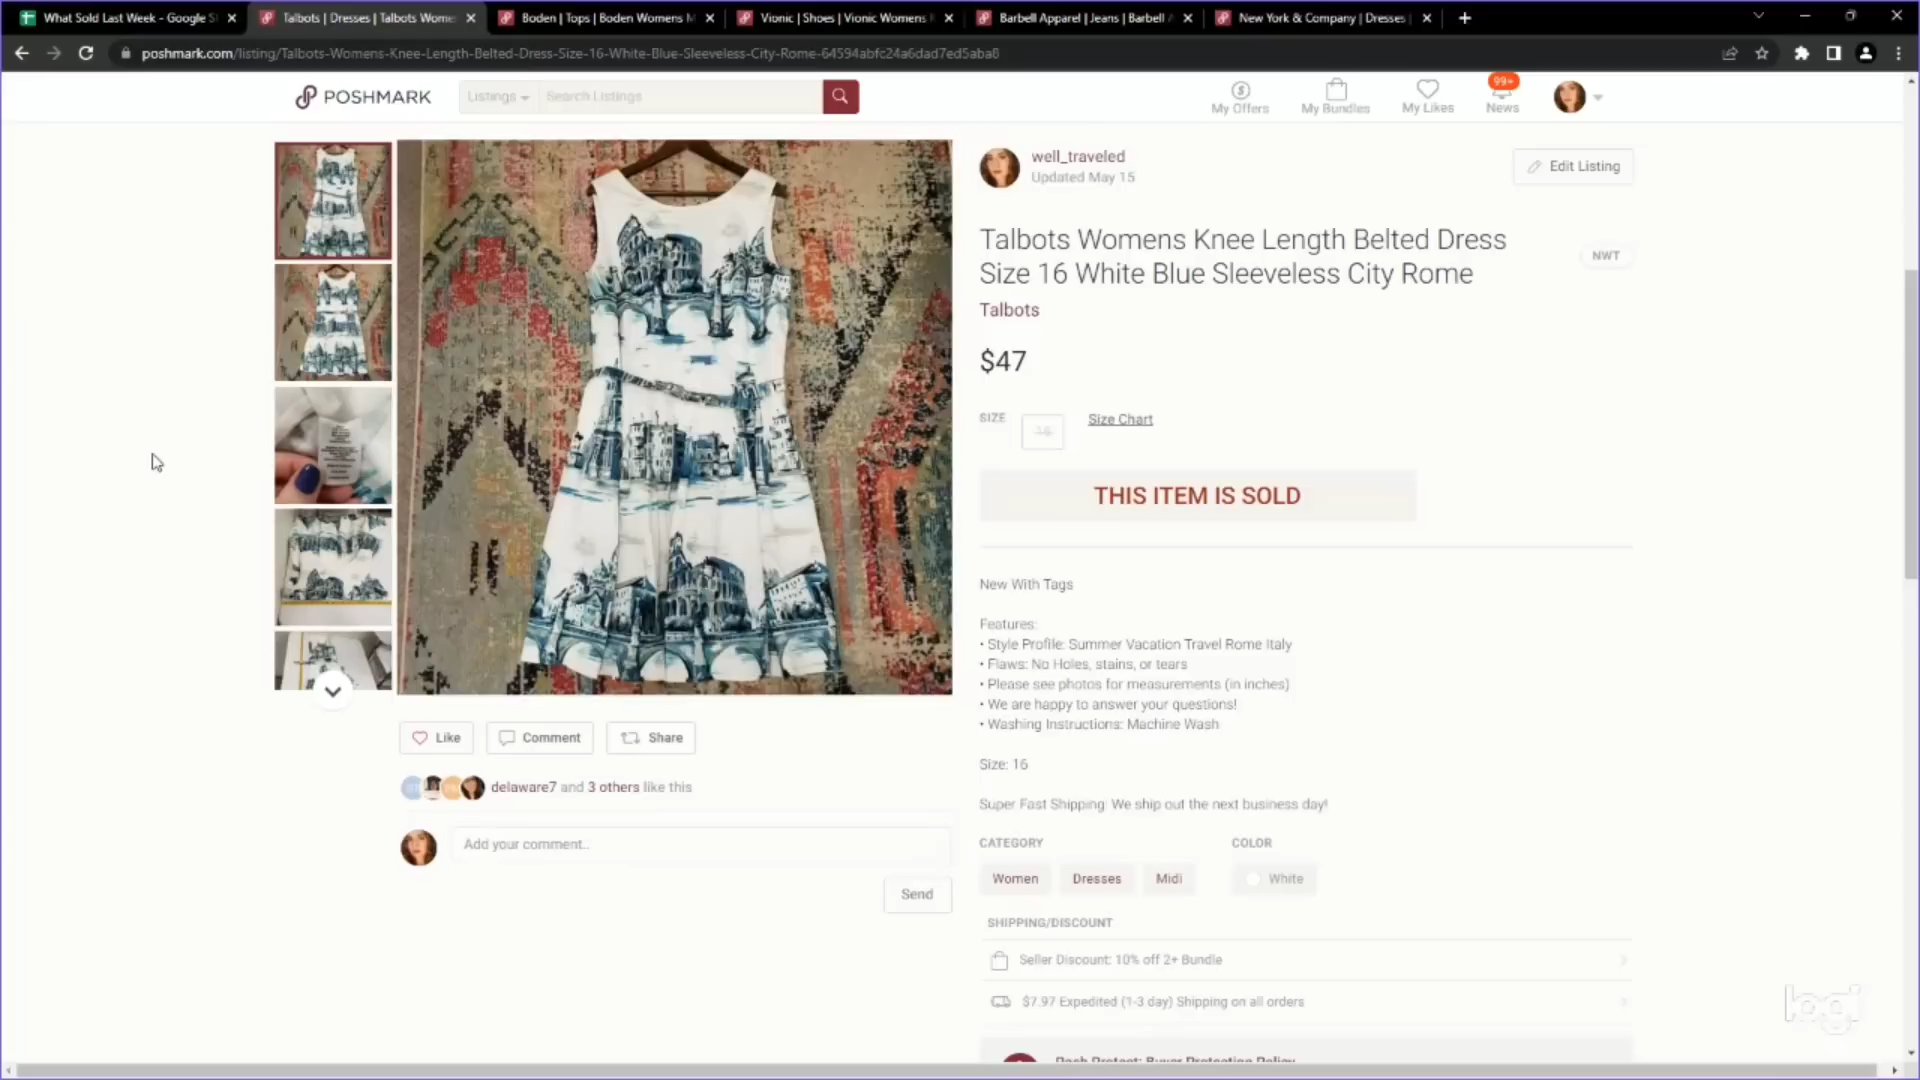 What Sold Last Week - Google S
Talbots | Dresses | Talbots Wome
Boden | Tops | Boden Womens M
Vionic | Shoes | Vionic Womens
Barbell Apparel | Jeans | Barbell
New York & Company | Dresses
poshmark.com/listing/Talbots-Womens-Knee-Length-Belted-Dress-Size-16-White-Blue-Sleeveless-City-Rome-64594abfc24a6dad7ed5aba8
POSHMARK
Listings
Search Listings
My Offers
My Bundles
My Likes
99+
News
well_traveled
Updated May 15
Edit Listing
Talbots Womens Knee Length Belted Dress
Size 16 White Blue Sleeveless City Rome
NWT
Talbots
$47
SIZE
16
Size Chart
THIS ITEM IS SOLD
New With Tags
Features:
• Style Profile: Summer Vacation Travel Rome Italy
• Flaws: No Holes, stains, or tears
• Please see photos for measurements (in inches)
• We are happy to answer your questions!
• Washing Instructions: Machine Wash
Size: 16
Super Fast Shipping: We ship out the next business day!
Like
Comment
Share
delaware7 and 3 others like this
Add your comment..
Send
CATEGORY
COLOR
Women
Dresses
Midi
White
SHIPPING/DISCOUNT
Seller Discount: 10% off 2+ Bundle
$7.97 Expedited (1-3 day) Shipping on all orders
Posh Protect: Buyer Protection Policy
logi